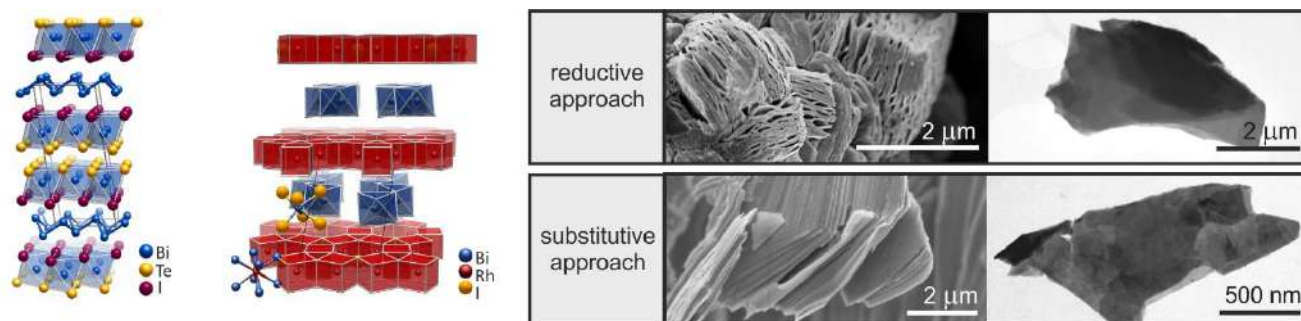 Bi
Te
I
Bi
Rh
I
reductive
approach
2 μm
2 μm
substitutive
approach
2 μm
500 nm